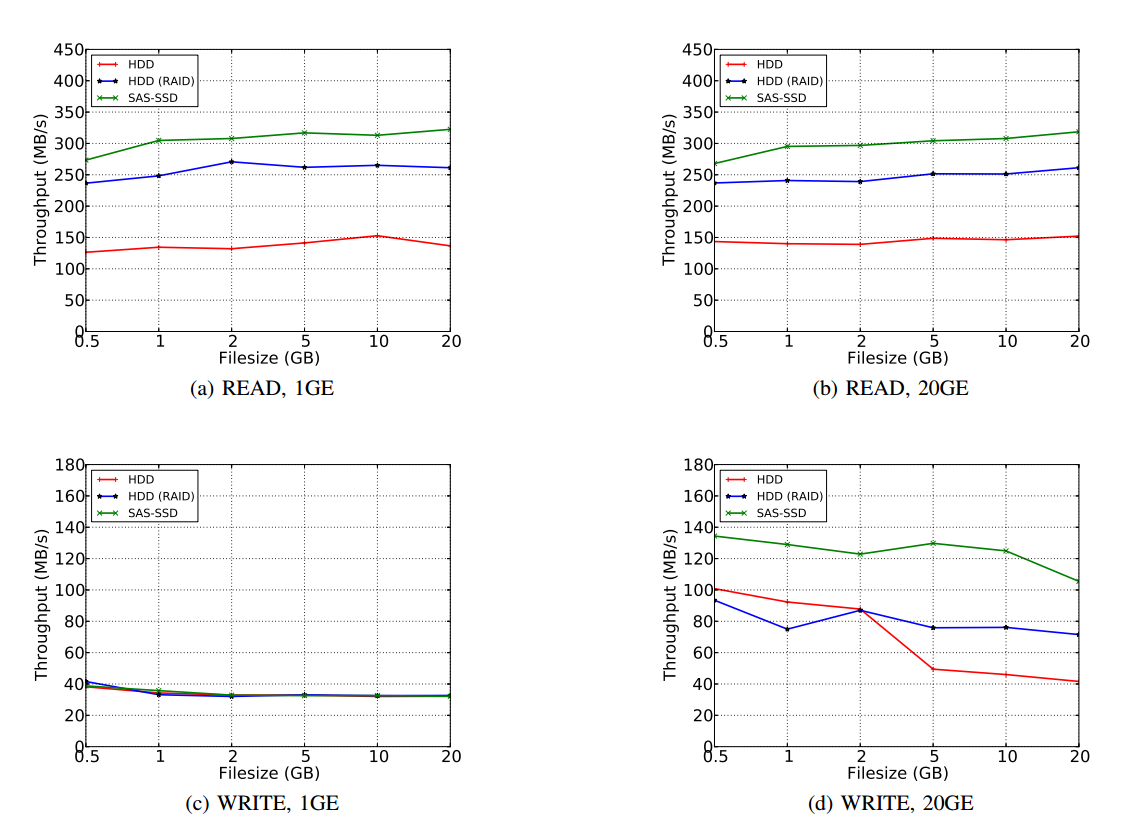 450
400
350
300
250
200
150
100
50
0
Throughput (MB/s)
HDD
HDD (RAID)
SAS-SSD
0.5 1 2 5 10 20
Filesize (GB)
(a) READ, 1GE
450
400
350
300
250
200
150
100
50
0
Throughput (MB/s)
HDD
HDD (RAID)
SAS-SSD
0.5 1 2 5 10 20
Filesize (GB)
(b) READ, 20GE
180
160
140
120
100
80
60
40
20
0
Throughput (MB/s)
HDD
HDD (RAID)
SAS-SSD
0.5 1 2 5 10 20
Filesize (GB)
(c) WRITE, 1GE
180
160
140
120
100
80
60
40
20
0
Throughput (MB/s)
HDD
HDD (RAID)
SAS-SSD
0.5 1 2 5 10 20
Filesize (GB)
(d) WRITE, 20GE